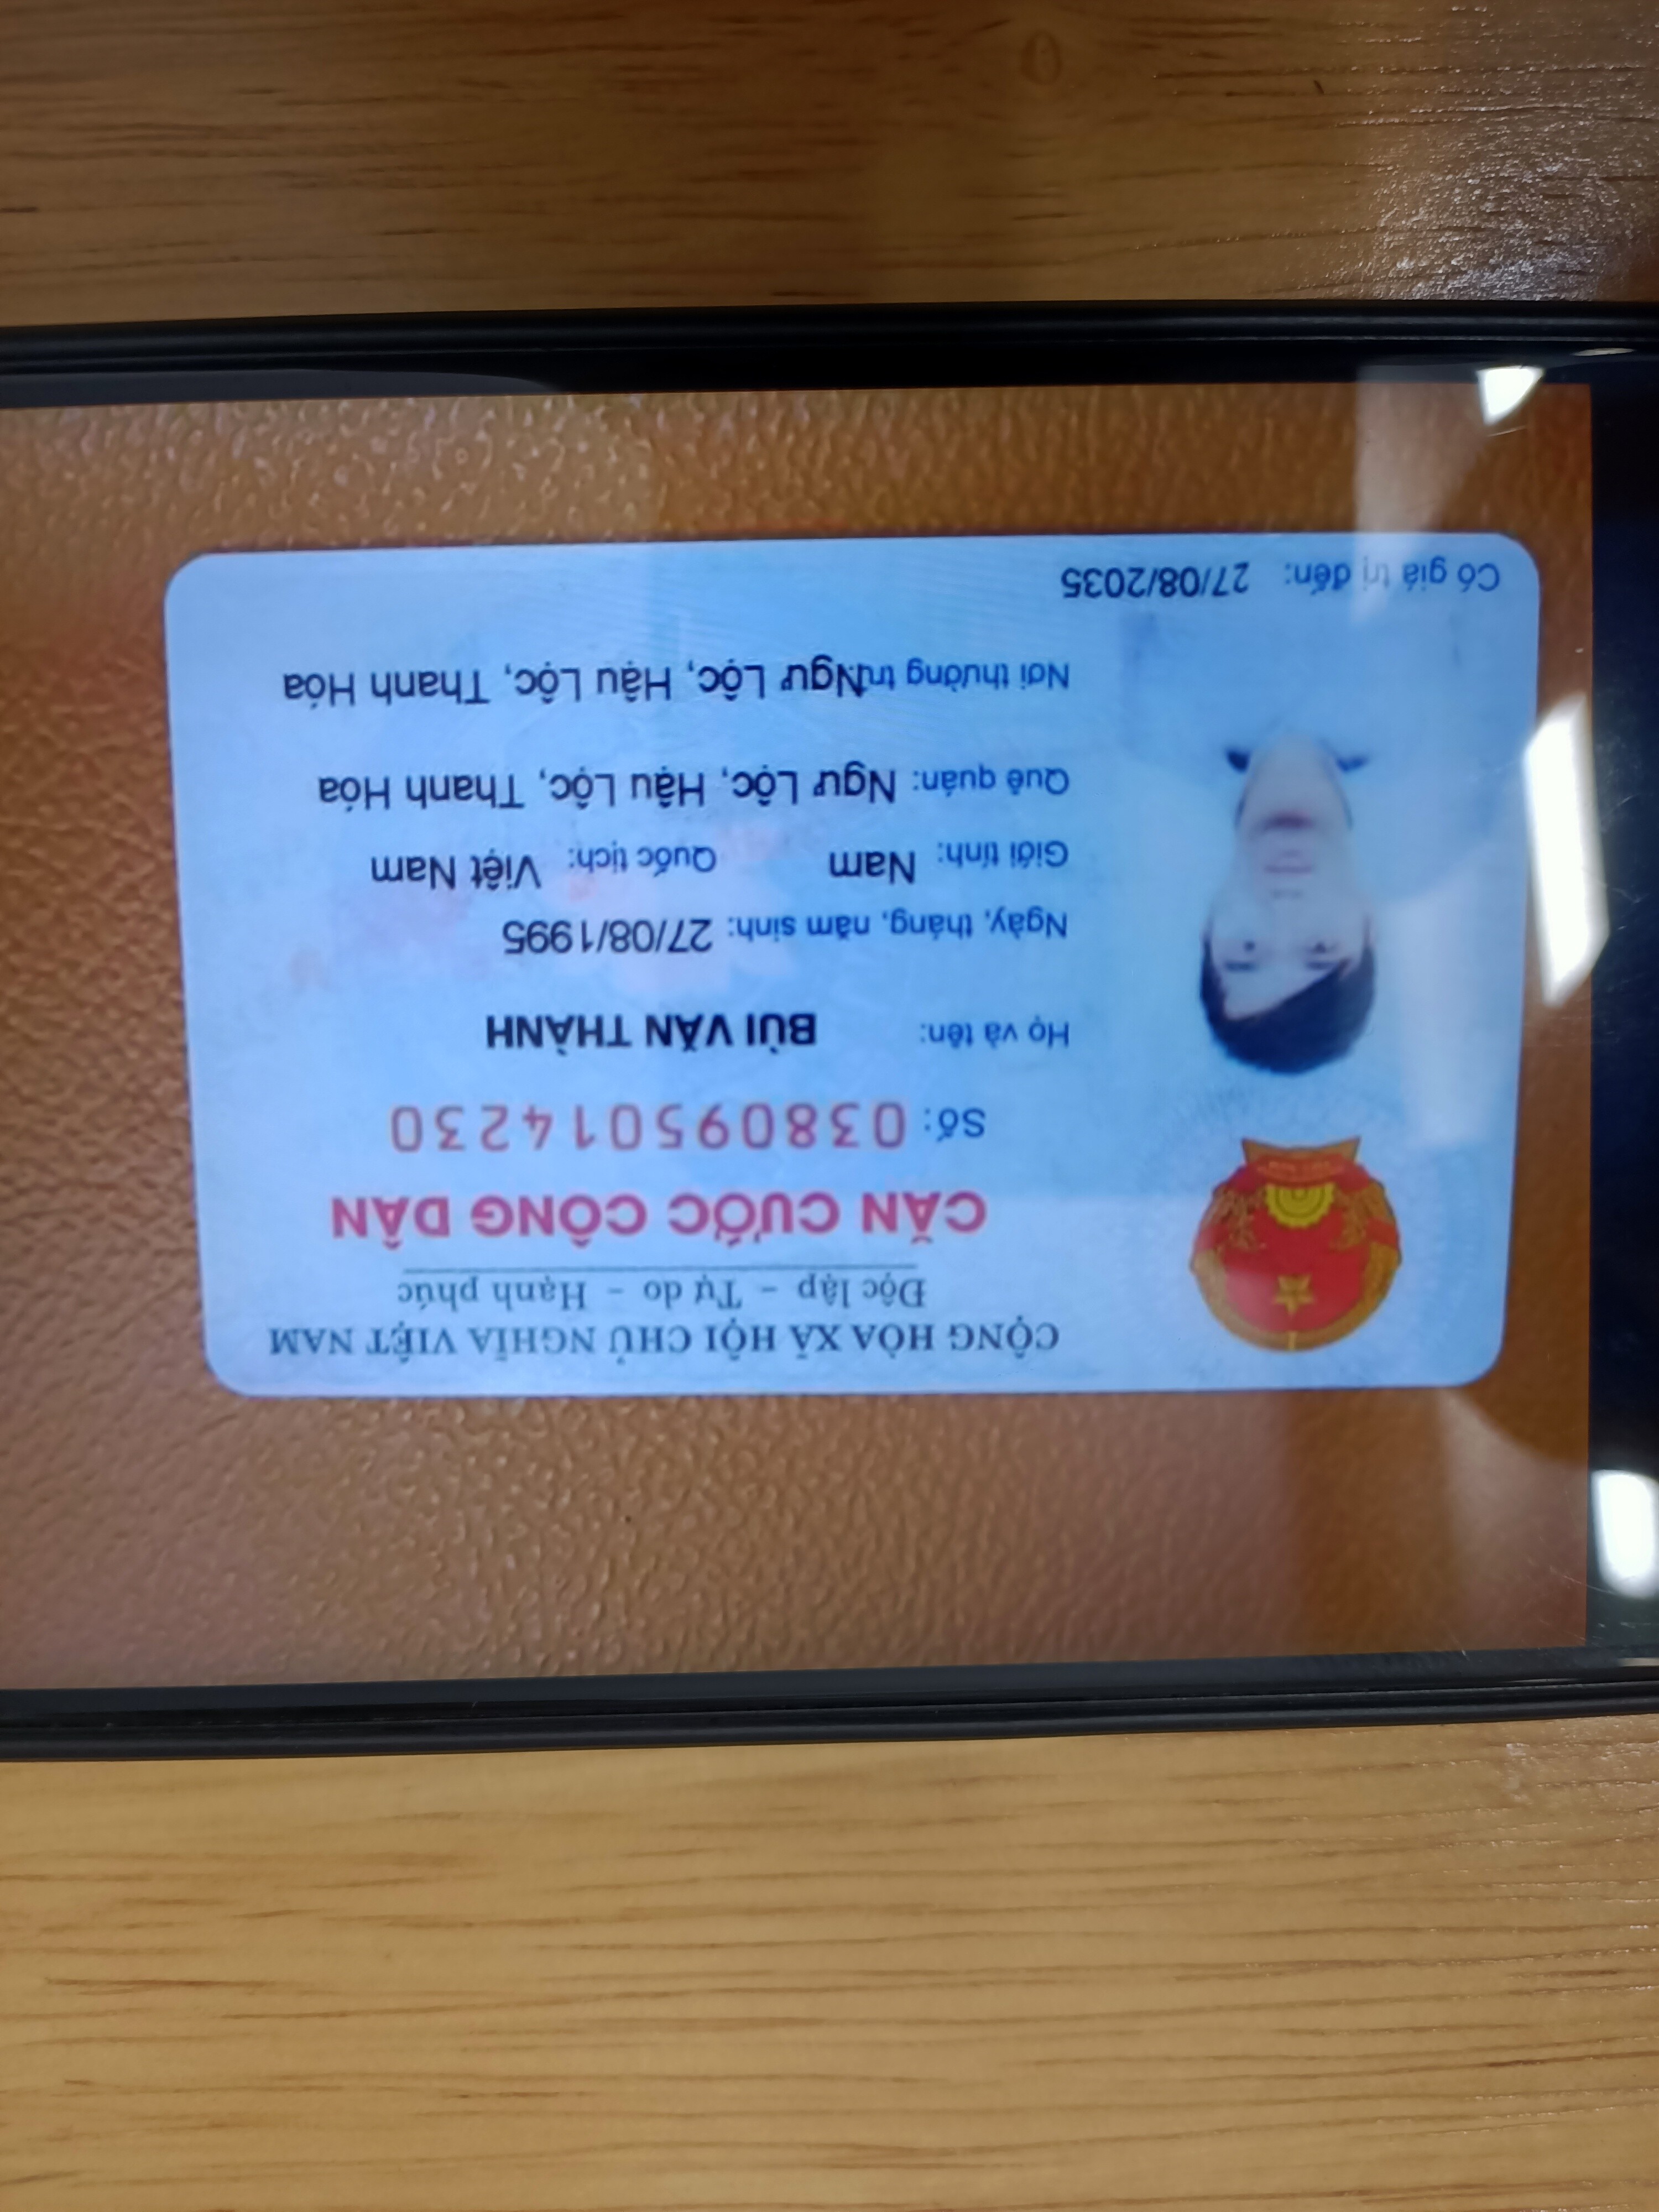 CỘNG HÒA XÃ HỘI CHỦ NGHĨA VIỆT NAM
Độc lập - Tự do - Hạnh phúc
CĂN CƯỚC CÔNG DÂN
Số: 038095014230
Họ và tên: BÙI VĂN THÀNH
Ngày, tháng, năm sinh: 27/08/1995
Giới tính: Nam Quốc tịch: Việt Nam
Quê quán: Ngư Lộc, Hậu Lộc, Thanh Hóa
Nơi thường trú Ngư Lộc, Hậu Lộc, Thanh Hóa
Có giá trị đến: 27/08/2035